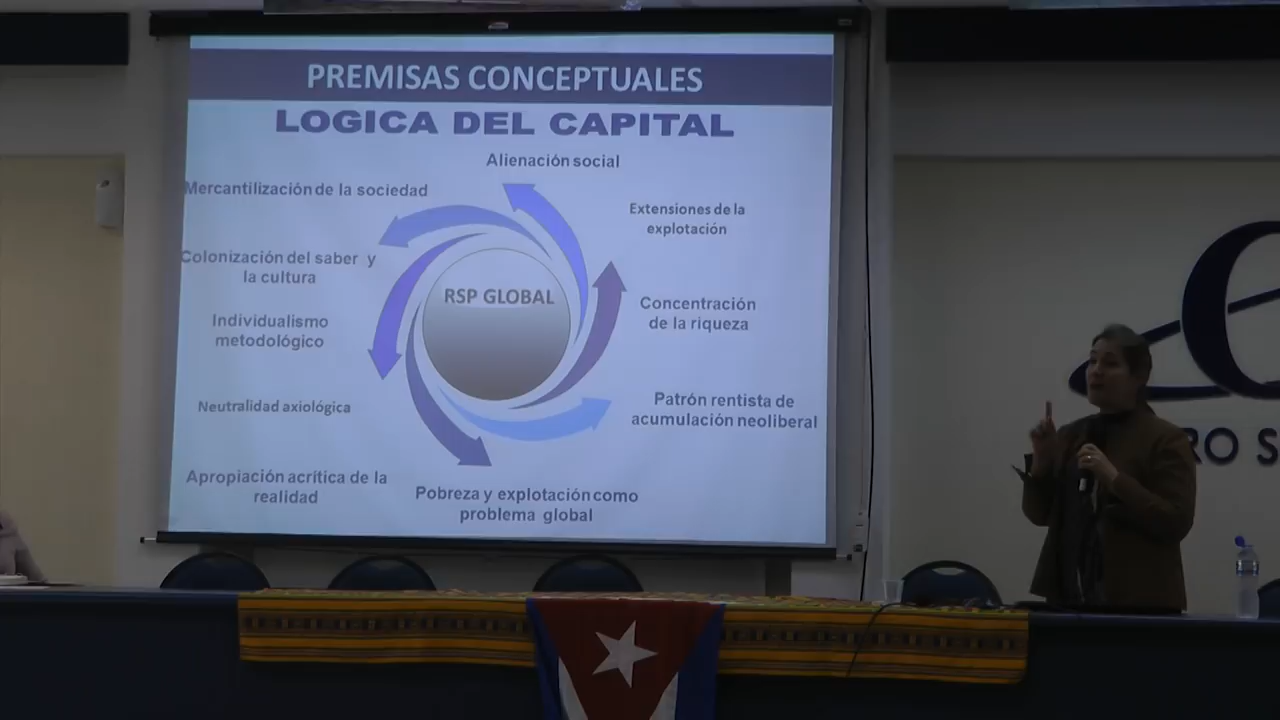 PREMISAS CONCEPTUALES
LOGICA DEL CAPITAL
Alienación social
Mercantilización de la sociedad
Extensiones de la
explotación
Colonización del saber y
la cultura
RSP GLOBAL
Concentración
de la riqueza
Individualismo
metodológico
Neutralidad axiológica
Patrón rentista de
acumulación neoliberal
Apropiación acrítica de la
realidad
Pobreza y explotación como
problema global
RO S